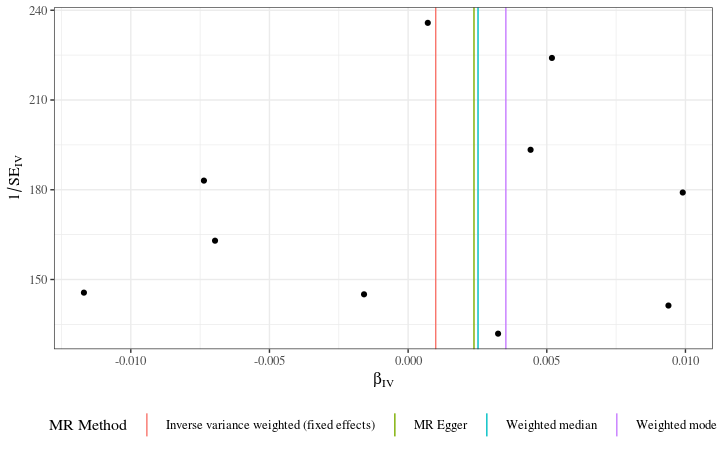 240
210
180
150
1/SE_IV
-0.010
-0.005
0.000
0.005
0.010
β_IV
MR Method
Inverse variance weighted (fixed effects)
MR Egger
Weighted median
Weighted mode